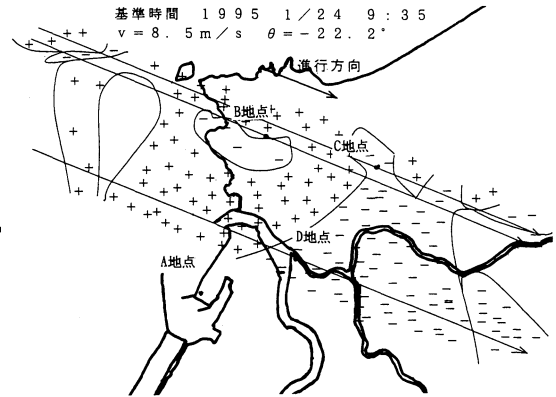 基準時間 1995 1/24 9:35
v=8.5m/s θ=-22.2°
進行方向
B地点
C地点
D地点
A地点